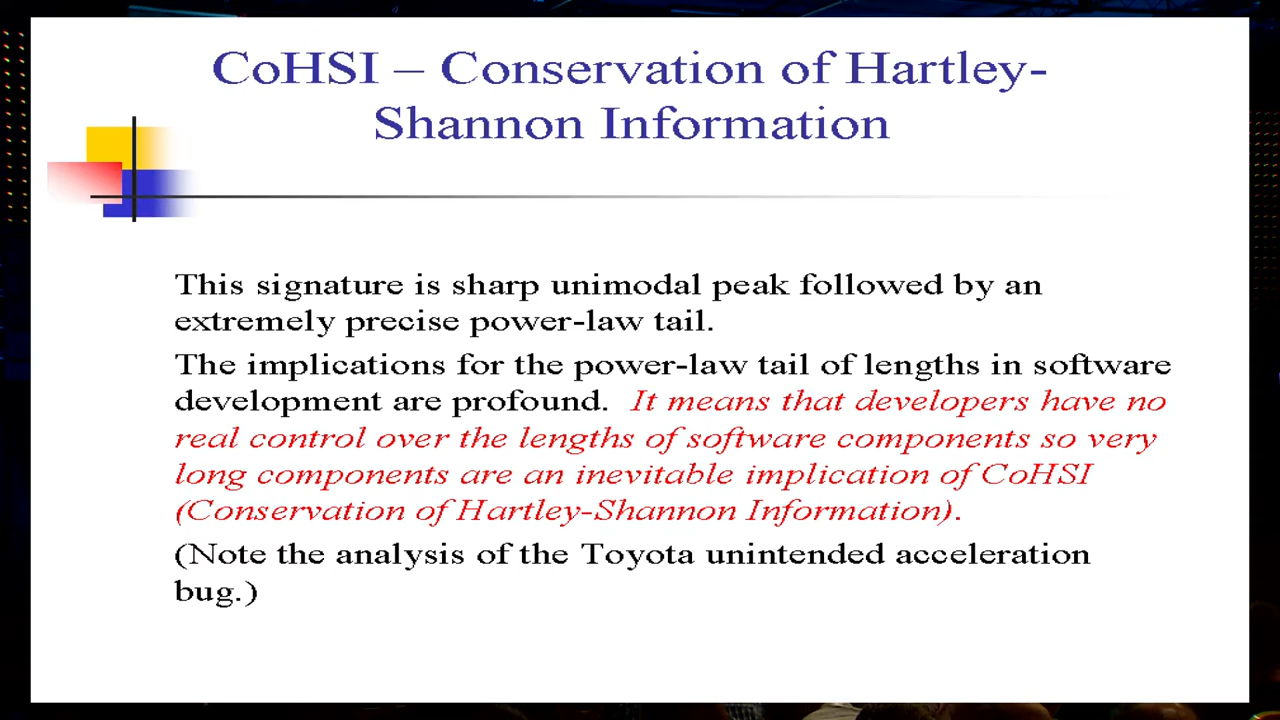 CoHSI – Conservation of Hartley-
Shannon Information
This signature is sharp unimodal peak followed by an
extremely precise power-law tail.
The implications for the power-law tail of lengths in software
development are profound. It means that developers have no
real control over the lengths of software components so very
long components are an inevitable implication of CoHSI
(Conservation of Hartley-Shannon Information).
(Note the analysis of the Toyota unintended acceleration
bug.)